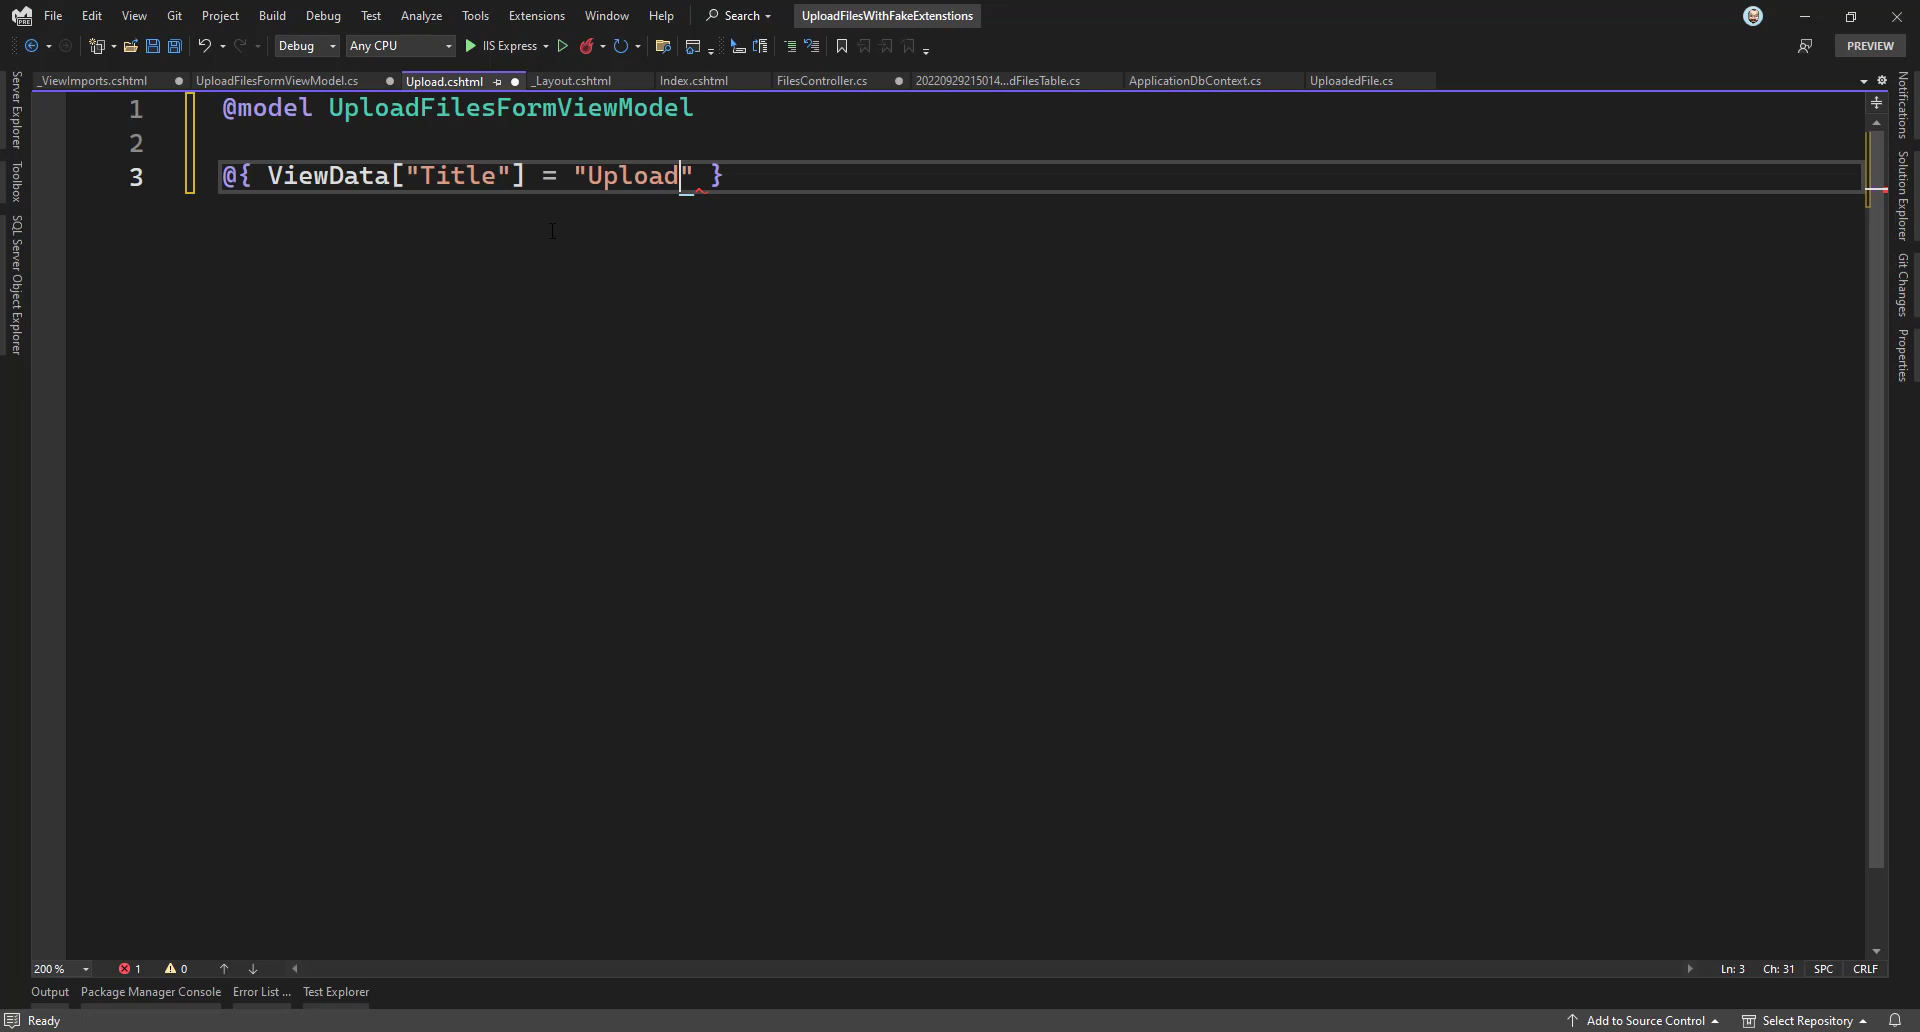 File Edit View Git Project Build Debug Test Analyze Tools Extensions Window Help Search UploadFilesWithFakeExtenstions
Debug Any CPU IIS Express PREVIEW
_ViewImports.cshtml UploadFilesFormViewModel.cs Upload.cshtml _Layout.cshtml Index.cshtml FilesController.cs 20220929215014...dFilesTable.cs ApplicationDbContext.cs UploadedFile.cs
Server Explorer
Toolbox
SQL Server Object Explorer
1 @model UploadFilesFormViewModel
2
3 @{ ViewData["Title"] = "Upload" }
Notifications
Solution Explorer
Git Changes
Properties
200 % 1 0 Ln: 3 Ch: 31 SPC CRLF
Output Package Manager Console Error List ... Test Explorer
Ready Add to Source Control Select Repository